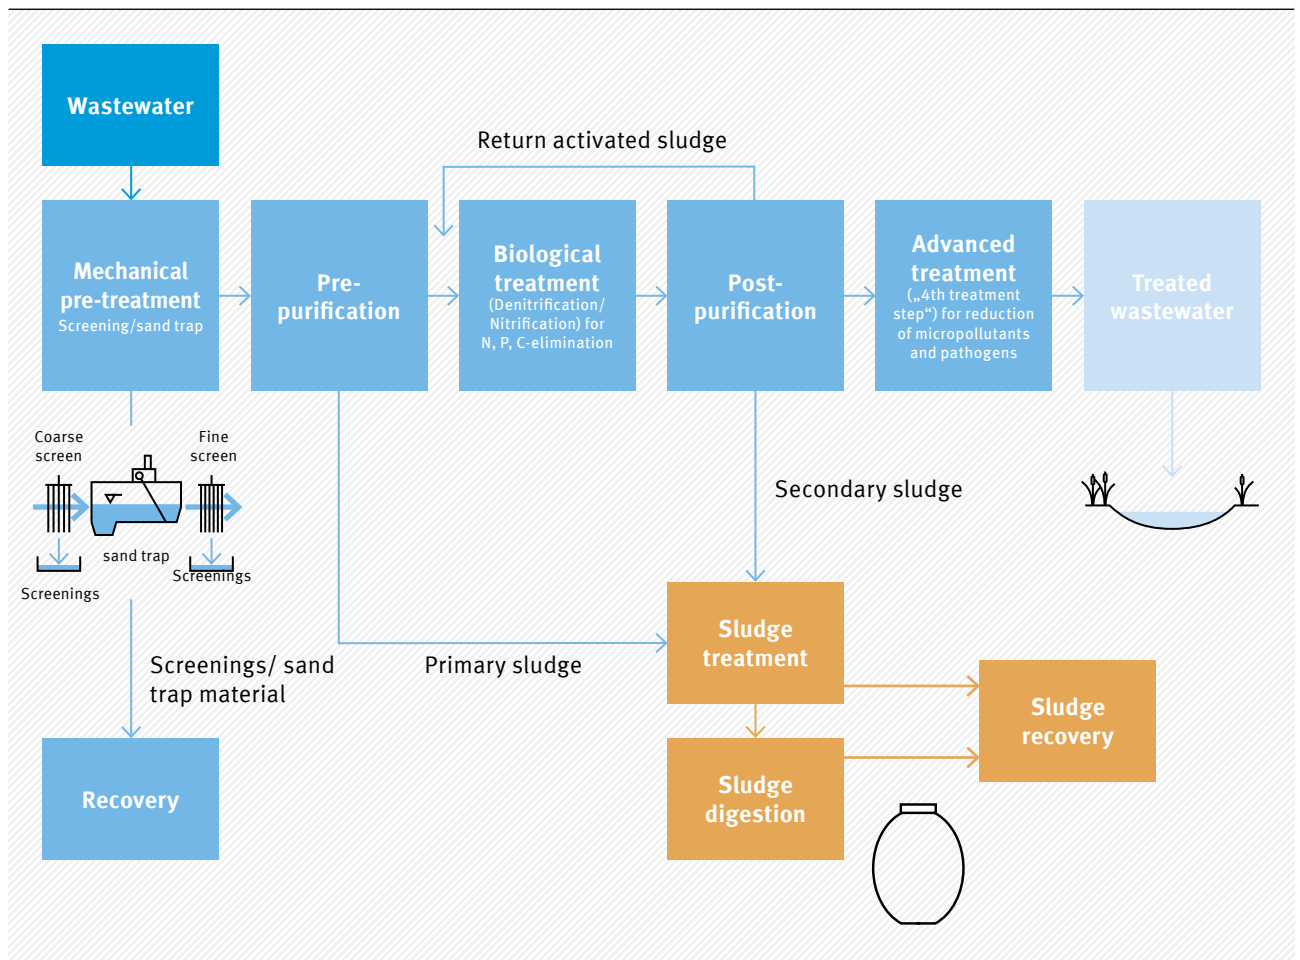 Wastewater
Return activated sludge
Mechanical
pre-treatment
Screening/sand trap
Pre-
purification
Biological
treatment
(Denitrification/
Nitrification) for
N, P, C-elimination
Post-
purification
Advanced
treatment
(„4th treatment
step“) for reduction
of micropollutants
and pathogens
Treated
wastewater
Coarse
screen
Fine
screen
sand trap
Screenings
Screenings
Secondary sludge
Screenings/ sand
trap material
Primary sludge
Sludge
treatment
Sludge
recovery
Recovery
Sludge
digestion